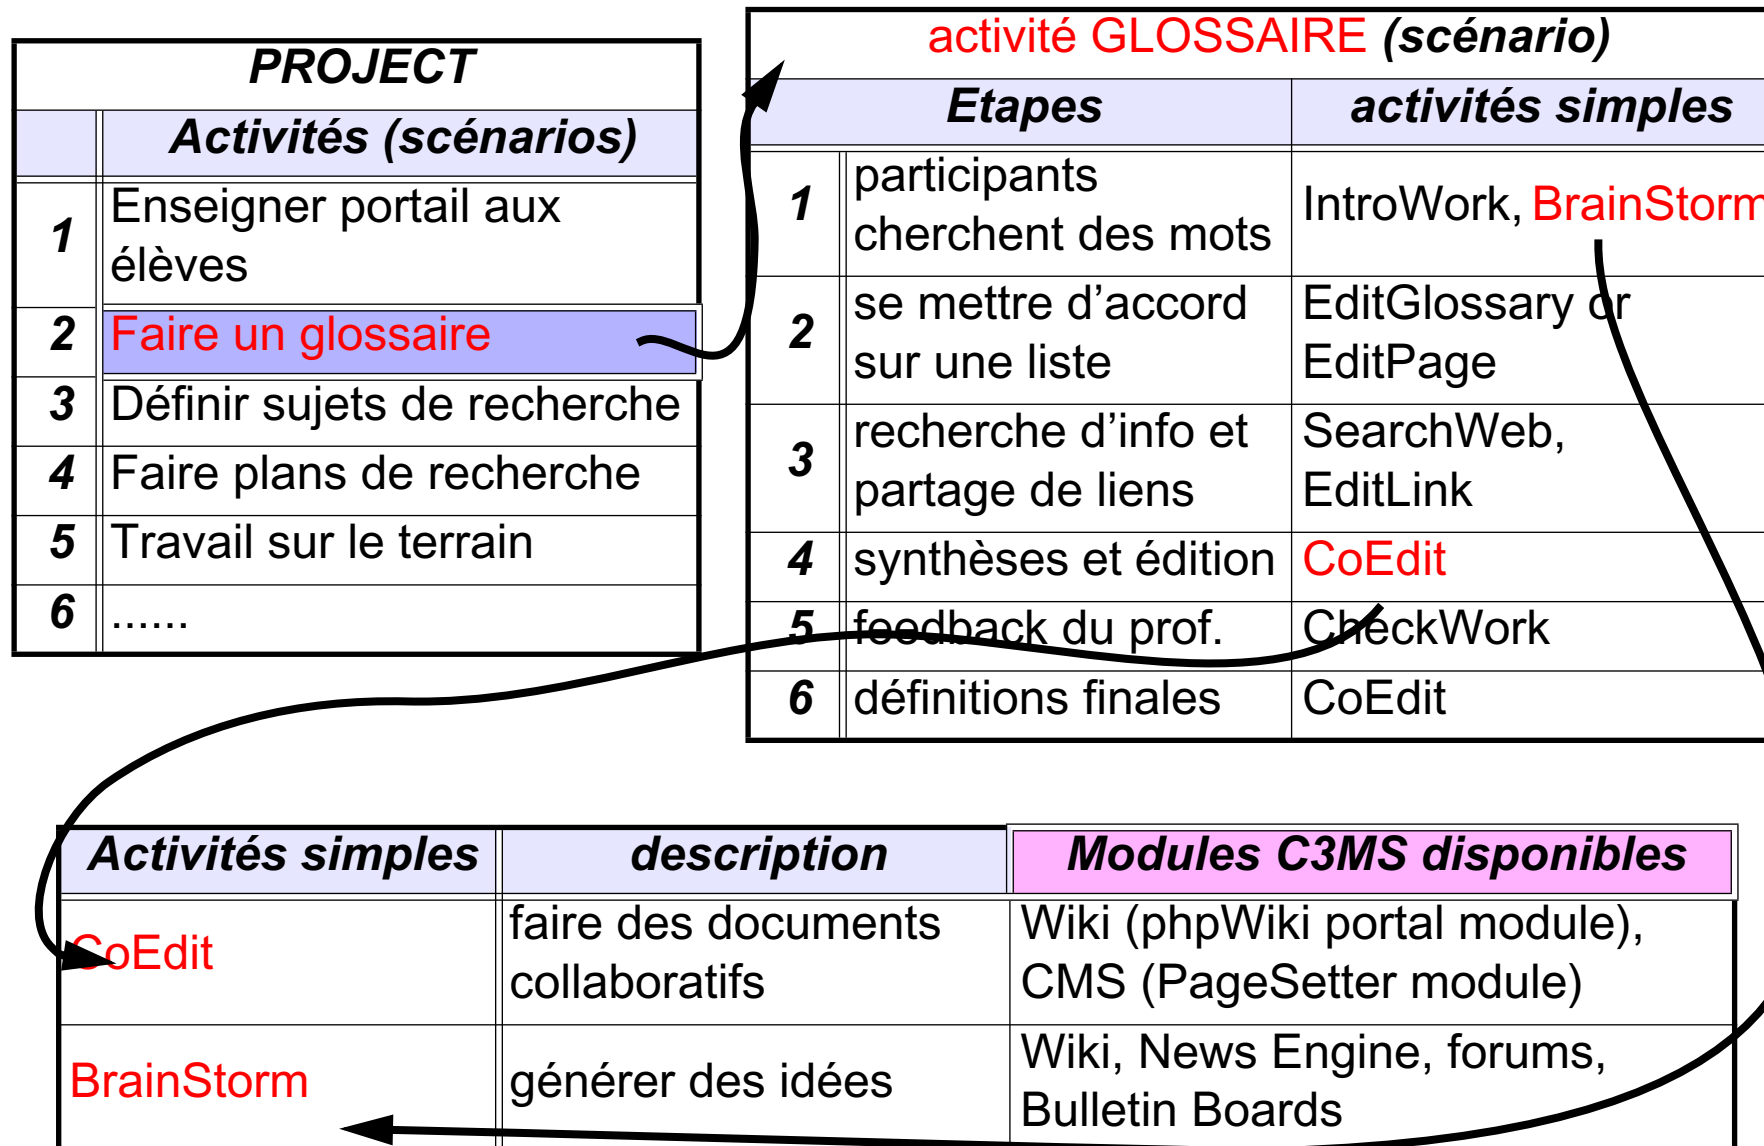 PROJECT
Activités (scénarios)
1 Enseigner portail aux
élèves
2 Faire un glossaire
3 Définir sujets de recherche
4 Faire plans de recherche
5 Travail sur le terrain
6 ......
activité GLOSSAIRE (scénario)
Etapes activités simples
1 participants
cherchent des mots
IntroWork, BrainStorm
2 se mettre d’accord
sur une liste
EditGlossary or
EditPage
3 recherche d’info et
partage de liens
SearchWeb,
EditLink
4 synthèses et édition CoEdit
5 feedback du prof. CheckWork
6 définitions finales CoEdit
Activités simples description Modules C3MS disponibles
CoEdit
faire des documents
collaboratifs
Wiki (phpWiki portal module),
CMS (PageSetter module)
BrainStorm
générer des idées
Wiki, News Engine, forums,
Bulletin Boards